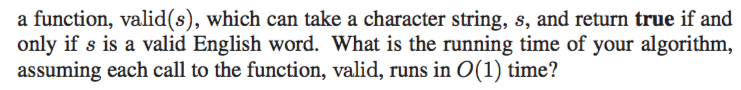 a function, valid(s), which can take a character string, s, and return true if and
only if s is a valid English word. What is the running time of your algorithm,
assuming each call to the function, valid, runs in O(1) time?